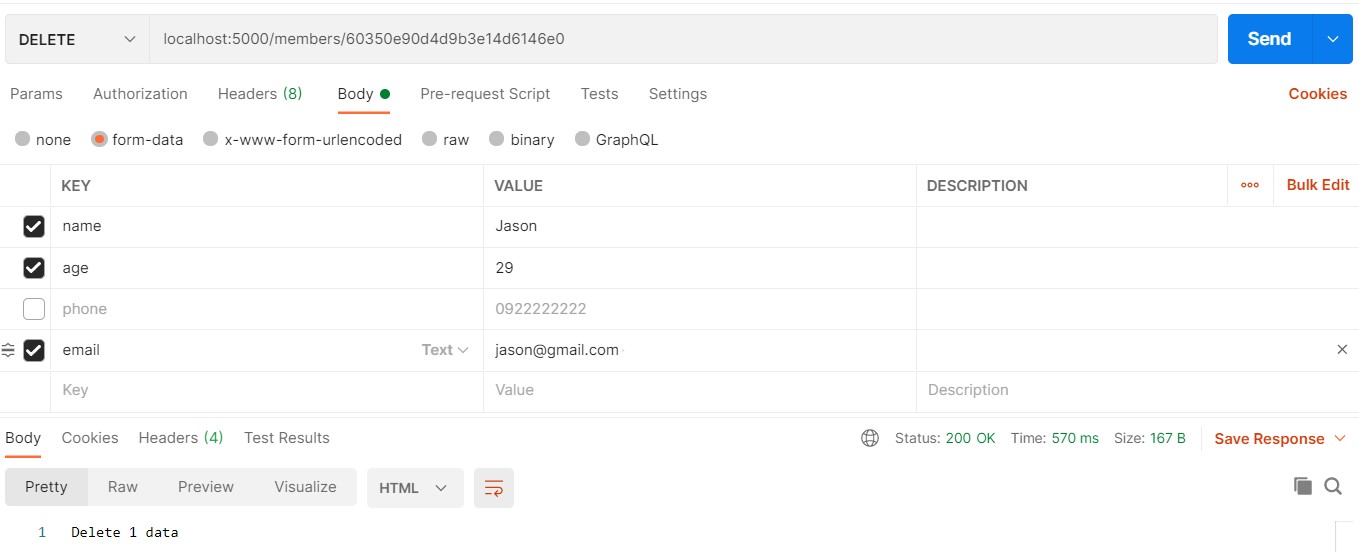 DELETE localhost:5000/members/60350e90d4d9b3e14d6146e0 Send
Params Authorization Headers (8) Body Pre-request Script Tests Settings Cookies
none form-data x-www-form-urlencoded raw binary GraphQL
KEY VALUE DESCRIPTION Bulk Edit
name Jason
age 29
phone 0922222222
email Text jason@gmail.com
Key Value Description
Body Cookies Headers (4) Test Results Status: 200 OK Time: 570 ms Size: 167 B Save Response
Pretty Raw Preview Visualize HTML
1 Delete 1 data